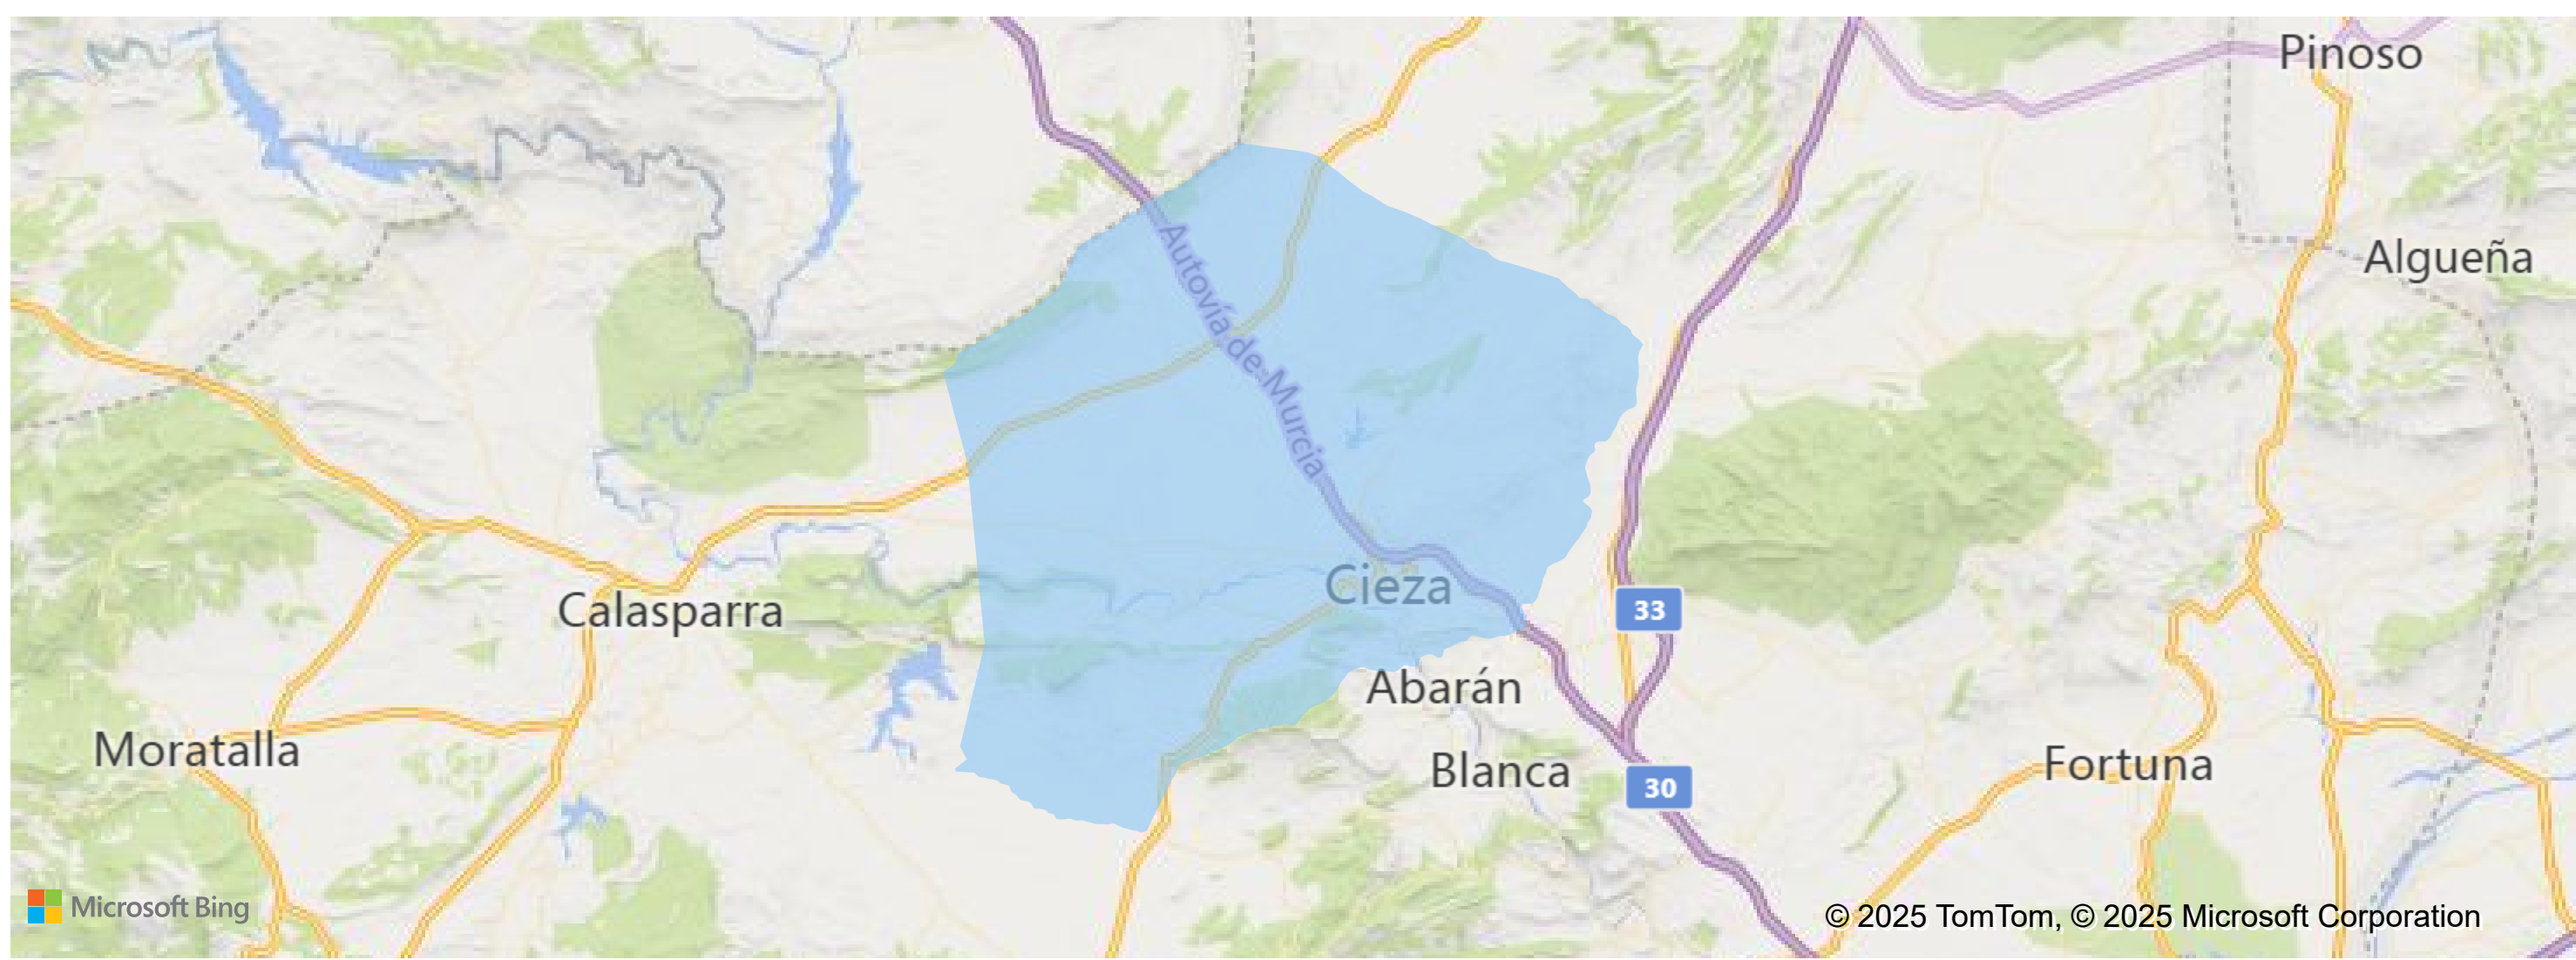 Pinoso
Algueña
Autovía de Murcia
Cieza
33
Calasparra
Abarán
Moratalla
Blanca
Fortuna
30
Microsoft Bing
© 2025 TomTom, © 2025 Microsoft Corporation